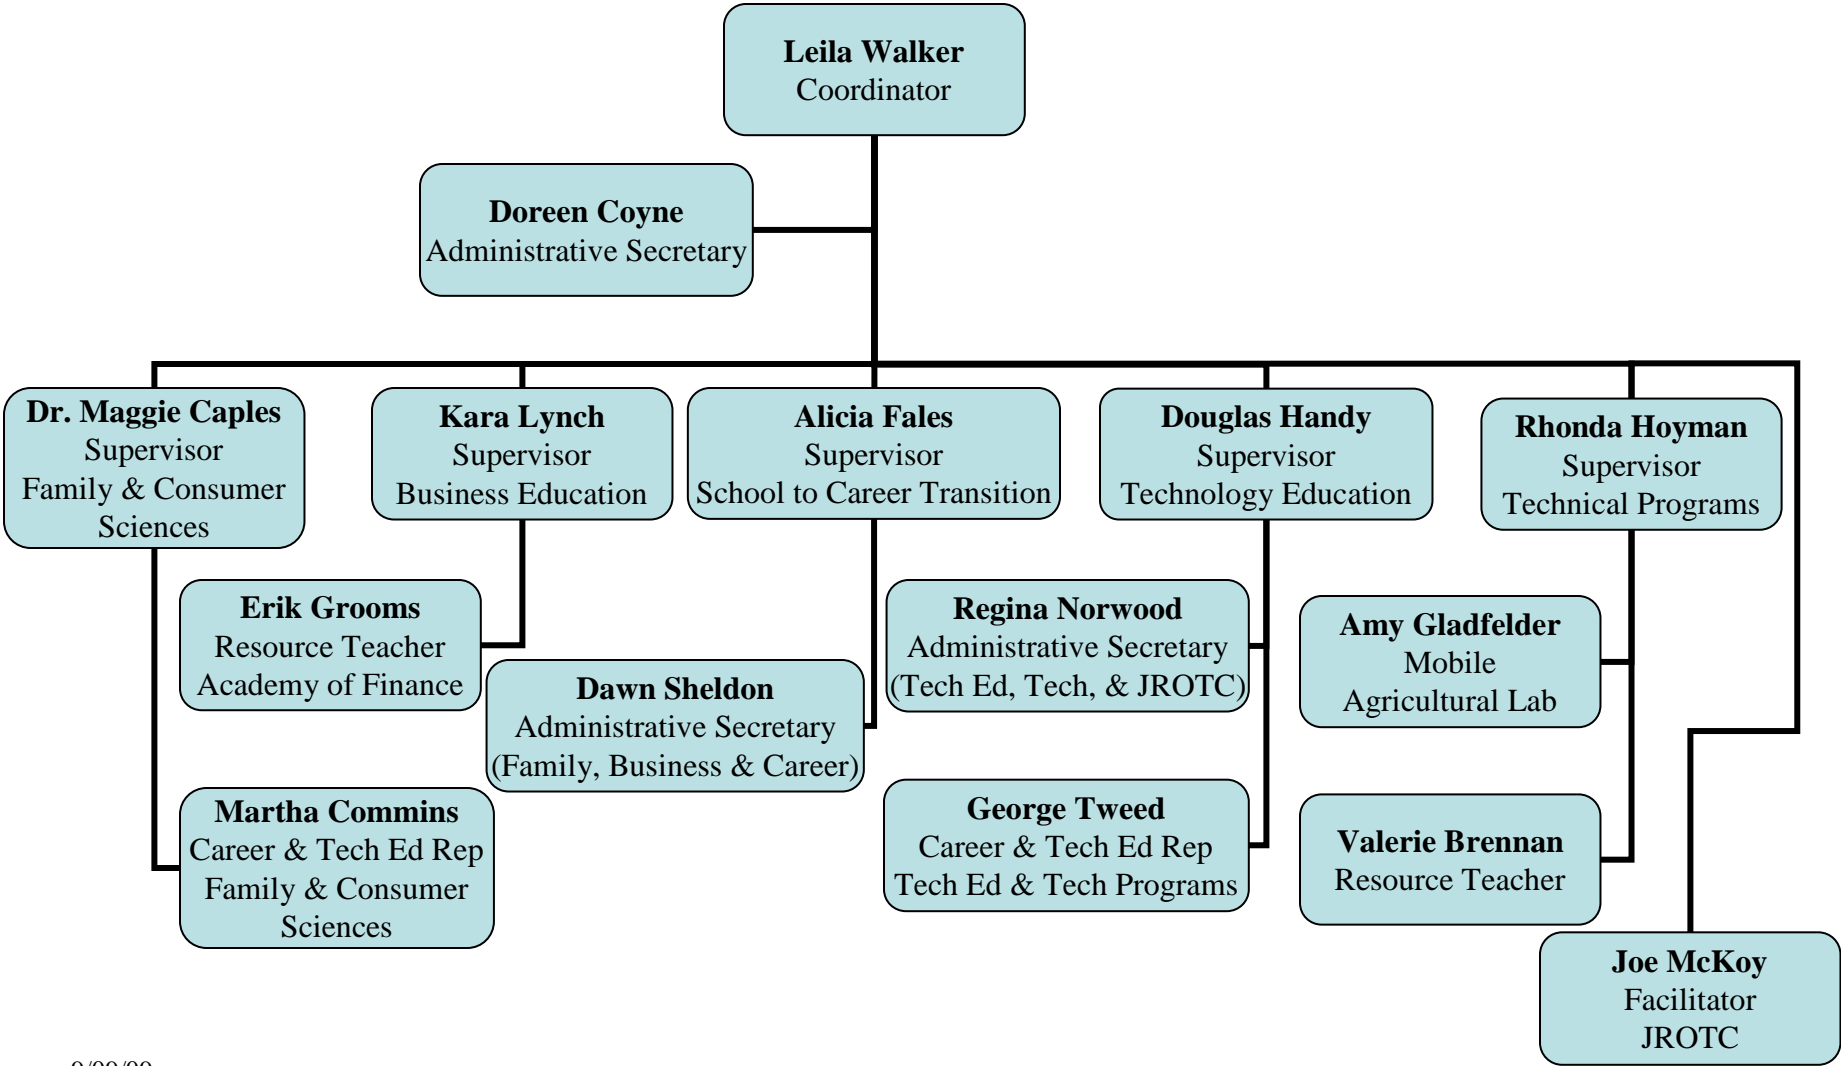 Leila Walker
Coordinator
Doreen Coyne
Administrative Secretary
Dr. Maggie Caples
Supervisor
Family & Consumer
Sciences
Kara Lynch
Supervisor
Business Education
Alicia Fales
Supervisor
School to Career Transition
Douglas Handy
Supervisor
Technology Education
Rhonda Hoyman
Supervisor
Technical Programs
Erik Grooms
Resource Teacher
Academy of Finance
Dawn Sheldon
Administrative Secretary
(Family, Business & Career)
Regina Norwood
Administrative Secretary
(Tech Ed, Tech, & JROTC)
Amy Gladfelder
Mobile
Agricultural Lab
Martha Commins
Career & Tech Ed Rep
Family & Consumer
Sciences
George Tweed
Career & Tech Ed Rep
Tech Ed & Tech Programs
Valerie Brennan
Resource Teacher
Joe McKoy
Facilitator
JROTC